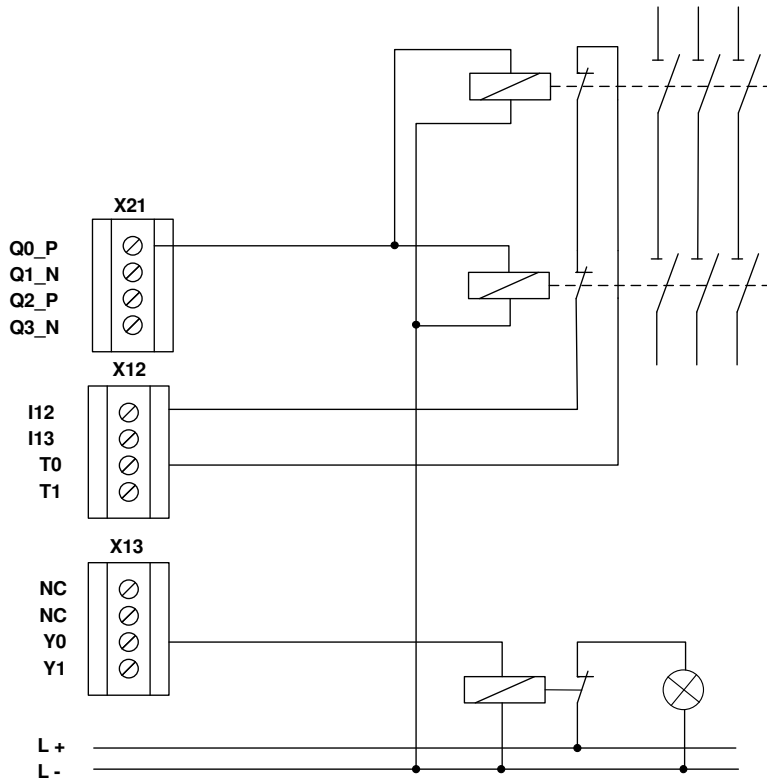 X21
Q0_P
Q1_N
Q2_P
Q3_N
X12
I12
I13
T0
T1
X13
NC
NC
Y0
Y1
L +
L -